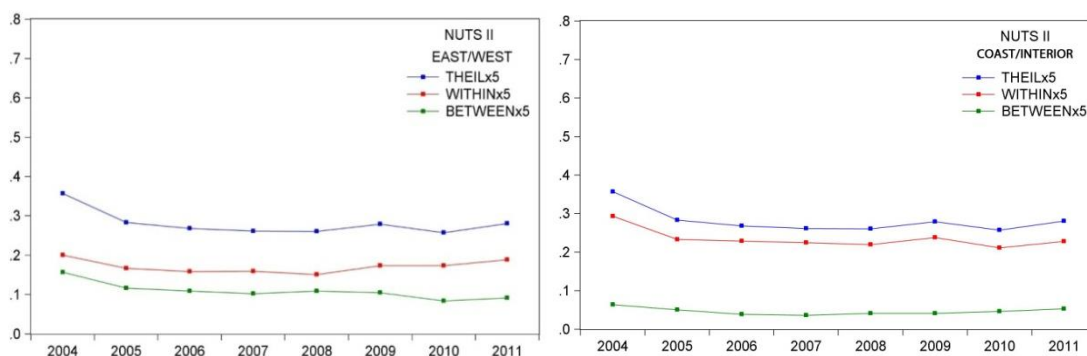 NUTS II
EAST/WEST
THEILx5
WITHINx5
BETWEENx5
.8
.7
.6
.5
.4
.3
.2
.1
.0
2004 2005 2006 2007 2008 2009 2010 2011
NUTS II
COAST/INTERIOR
THEILx5
WITHINx5
BETWEENx5
.8
.7
.6
.5
.4
.3
.2
.1
.0
2004 2005 2006 2007 2008 2009 2010 2011